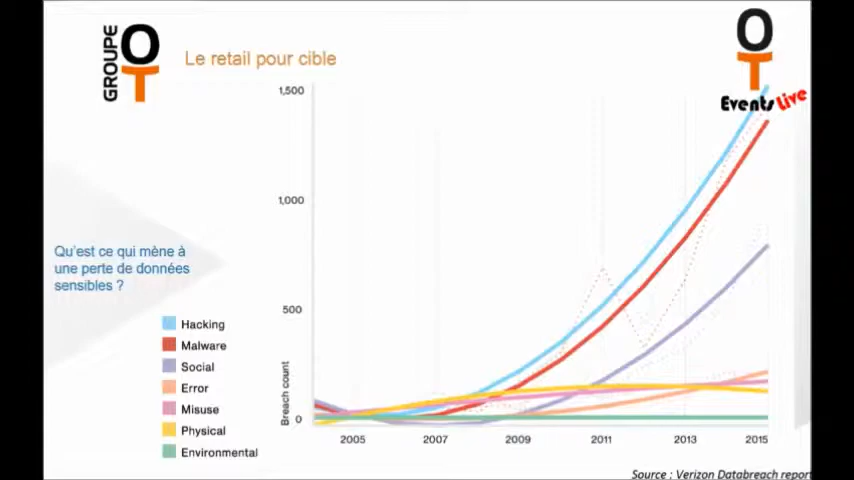 GROUPE
OT
Le retail pour cible
OT
Events Live
1,500
1,000
500
0
Breach count
2005
2007
2009
2011
2013
2015
Qu'est ce qui mène à
une perte de données
sensibles ?
Hacking
Malware
Social
Error
Misuse
Physical
Environmental
Source : Verizon Databreach report